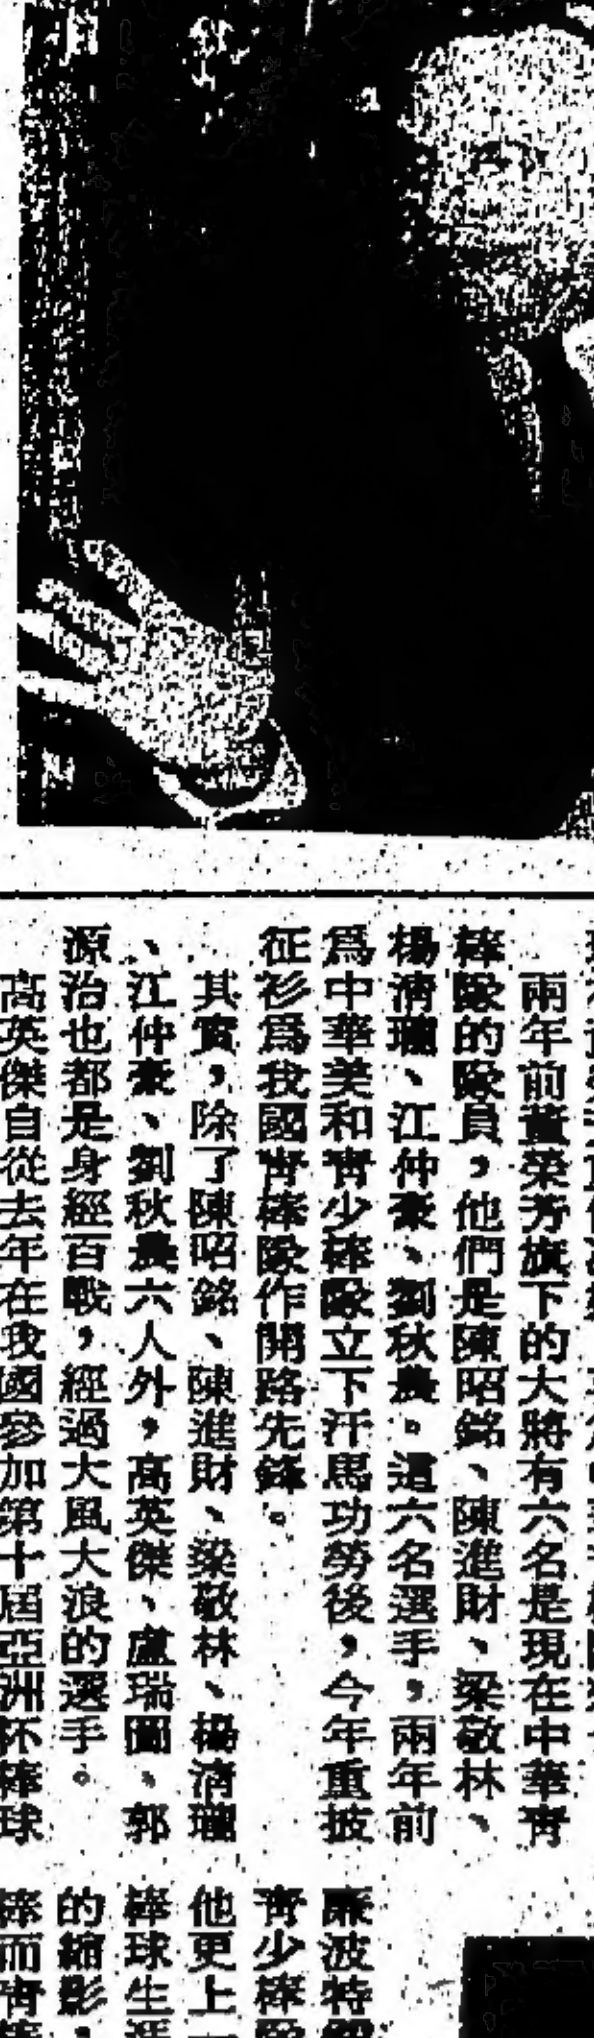 兩年前董榮芳旗下的大將有六名是現在中華青
棒隊的隊員，他們是陳昭銘、陳進財、梁敬林、
楊清瓏、江仲豪、劉秋農。這六名選手，兩年前
爲中華美和青少棒隊立下汗馬功勞後，今年重披
征衫爲我國青棒隊作開路先鋒。
其實，除了陳昭銘、陳進財、梁敬林、楊清瓏
、江仲豪、劉秋農六人外，高英傑、盧瑞圖、郭
源治也都是身經百戰，經過大風大浪的選手。
高英傑自從去年在我國參加第十屆亞洲杯棒球
波特
青少棒隊
他更上一
棒球生涯
的縮影，
棒而青棒